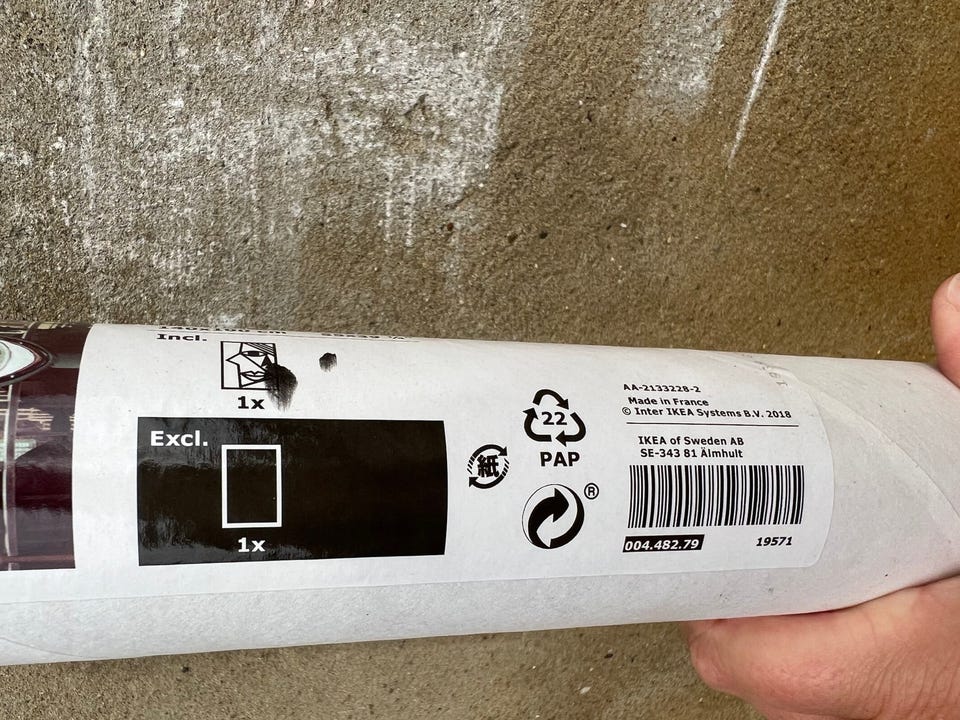 Incl.
1x
Excl.
1x
紙
22
PAP
®
AA-2133228-2
Made in France
© Inter IKEA Systems B.V. 2018
IKEA of Sweden AB
SE-343 81 Älmhult
004.482.79
19571